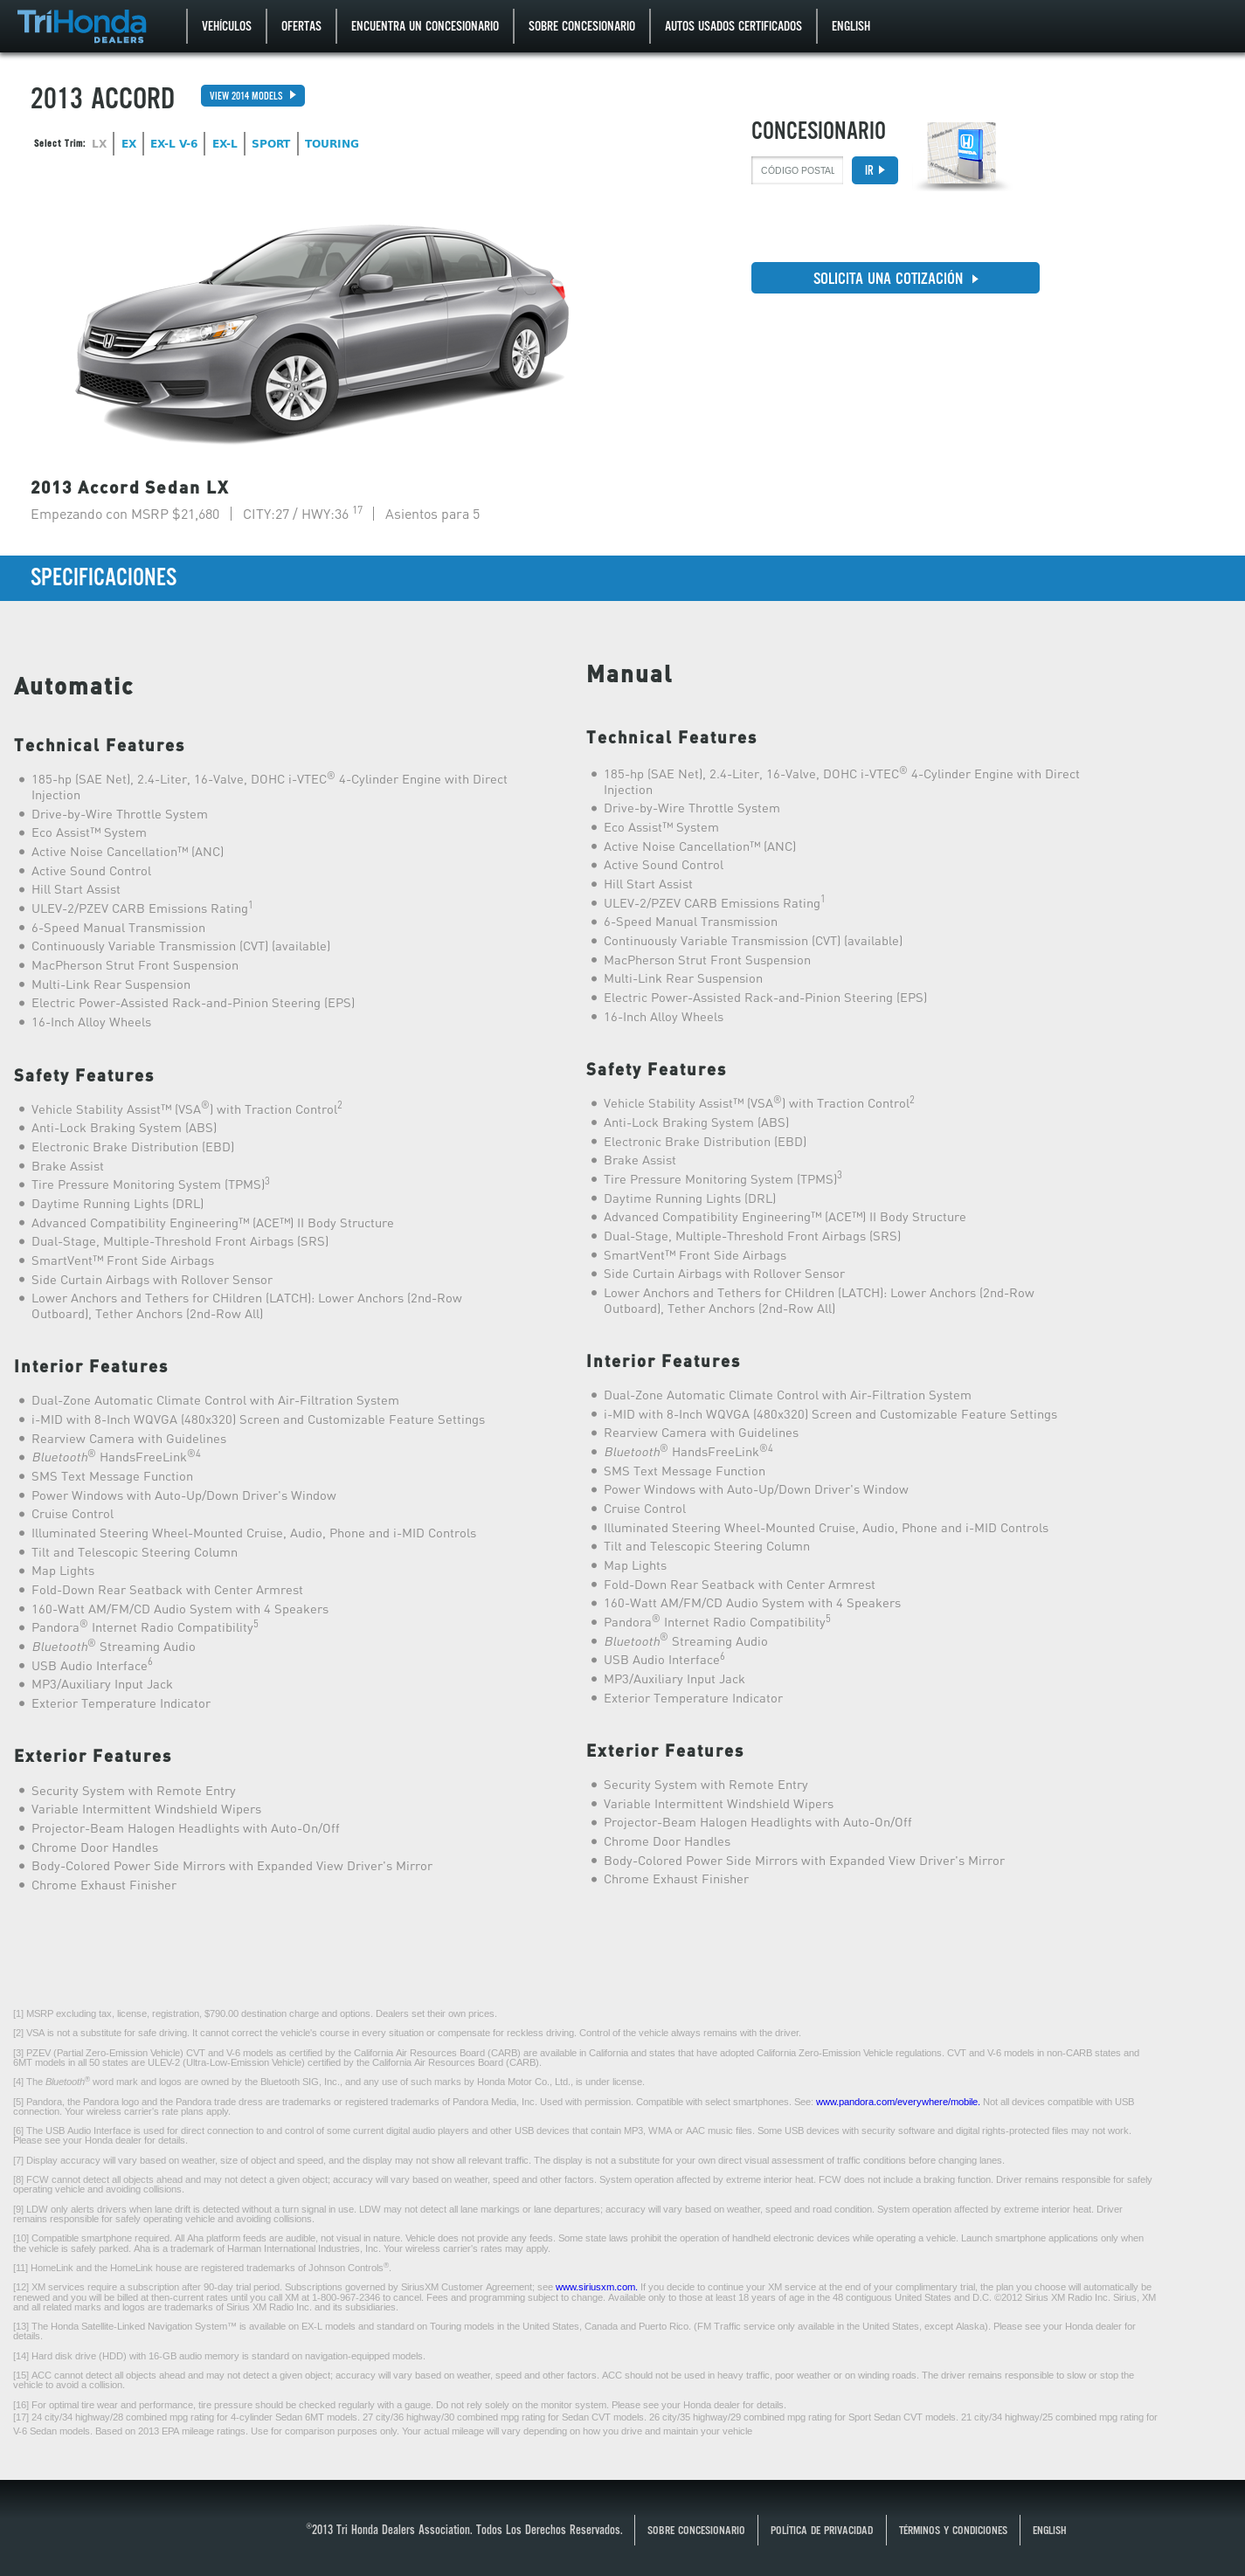 TriHonda DEALERS
VEHÍCULOS
OFERTAS
ENCUENTRA UN CONCESIONARIO
SOBRE CONCESIONARIO
AUTOS USADOS CERTIFICADOS
ENGLISH
2013 ACCORD
VIEW 2014 MODELS
Select Trim: LX EX EX-L V-6 EX-L SPORT TOURING
CONCESIONARIO
CÓDIGO POSTAL
IR
SOLICITA UNA COTIZACIÓN
2013 Accord Sedan LX
Empezando con MSRP $21,680 | CITY:27 / HWY:36 17 | Asientos para 5
SPECIFICACIONES
Automatic
Technical Features
185-hp (SAE Net), 2.4-Liter, 16-Valve, DOHC i-VTEC® 4-Cylinder Engine with Direct
Injection
Drive-by-Wire Throttle System
Eco Assist™ System
Active Noise Cancellation™ (ANC)
Active Sound Control
Hill Start Assist
ULEV-2/PZEV CARB Emissions Rating1
6-Speed Manual Transmission
Continuously Variable Transmission (CVT) (available)
MacPherson Strut Front Suspension
Multi-Link Rear Suspension
Electric Power-Assisted Rack-and-Pinion Steering (EPS)
16-Inch Alloy Wheels
Safety Features
Vehicle Stability Assist™ (VSA®) with Traction Control2
Anti-Lock Braking System (ABS)
Electronic Brake Distribution (EBD)
Brake Assist
Tire Pressure Monitoring System (TPMS)3
Daytime Running Lights (DRL)
Advanced Compatibility Engineering™ (ACE™) II Body Structure
Dual-Stage, Multiple-Threshold Front Airbags (SRS)
SmartVent™ Front Side Airbags
Side Curtain Airbags with Rollover Sensor
Lower Anchors and Tethers for CHildren (LATCH): Lower Anchors (2nd-Row
Outboard), Tether Anchors (2nd-Row All)
Interior Features
Dual-Zone Automatic Climate Control with Air-Filtration System
i-MID with 8-Inch WQVGA (480x320) Screen and Customizable Feature Settings
Rearview Camera with Guidelines
Bluetooth® HandsFreeLink®4
SMS Text Message Function
Power Windows with Auto-Up/Down Driver's Window
Cruise Control
Illuminated Steering Wheel-Mounted Cruise, Audio, Phone and i-MID Controls
Tilt and Telescopic Steering Column
Map Lights
Fold-Down Rear Seatback with Center Armrest
160-Watt AM/FM/CD Audio System with 4 Speakers
Pandora® Internet Radio Compatibility5
Bluetooth® Streaming Audio
USB Audio Interface6
MP3/Auxiliary Input Jack
Exterior Temperature Indicator
Exterior Features
Security System with Remote Entry
Variable Intermittent Windshield Wipers
Projector-Beam Halogen Headlights with Auto-On/Off
Chrome Door Handles
Body-Colored Power Side Mirrors with Expanded View Driver's Mirror
Chrome Exhaust Finisher
Manual
Technical Features
185-hp (SAE Net), 2.4-Liter, 16-Valve, DOHC i-VTEC® 4-Cylinder Engine with Direct
Injection
Drive-by-Wire Throttle System
Eco Assist™ System
Active Noise Cancellation™ (ANC)
Active Sound Control
Hill Start Assist
ULEV-2/PZEV CARB Emissions Rating1
6-Speed Manual Transmission
Continuously Variable Transmission (CVT) (available)
MacPherson Strut Front Suspension
Multi-Link Rear Suspension
Electric Power-Assisted Rack-and-Pinion Steering (EPS)
16-Inch Alloy Wheels
Safety Features
Vehicle Stability Assist™ (VSA®) with Traction Control2
Anti-Lock Braking System (ABS)
Electronic Brake Distribution (EBD)
Brake Assist
Tire Pressure Monitoring System (TPMS)3
Daytime Running Lights (DRL)
Advanced Compatibility Engineering™ (ACE™) II Body Structure
Dual-Stage, Multiple-Threshold Front Airbags (SRS)
SmartVent™ Front Side Airbags
Side Curtain Airbags with Rollover Sensor
Lower Anchors and Tethers for CHildren (LATCH): Lower Anchors (2nd-Row
Outboard), Tether Anchors (2nd-Row All)
Interior Features
Dual-Zone Automatic Climate Control with Air-Filtration System
i-MID with 8-Inch WQVGA (480x320) Screen and Customizable Feature Settings
Rearview Camera with Guidelines
Bluetooth® HandsFreeLink®4
SMS Text Message Function
Power Windows with Auto-Up/Down Driver's Window
Cruise Control
Illuminated Steering Wheel-Mounted Cruise, Audio, Phone and i-MID Controls
Tilt and Telescopic Steering Column
Map Lights
Fold-Down Rear Seatback with Center Armrest
160-Watt AM/FM/CD Audio System with 4 Speakers
Pandora® Internet Radio Compatibility5
Bluetooth® Streaming Audio
USB Audio Interface6
MP3/Auxiliary Input Jack
Exterior Temperature Indicator
Exterior Features
Security System with Remote Entry
Variable Intermittent Windshield Wipers
Projector-Beam Halogen Headlights with Auto-On/Off
Chrome Door Handles
Body-Colored Power Side Mirrors with Expanded View Driver's Mirror
Chrome Exhaust Finisher
[1] MSRP excluding tax, license, registration, $790.00 destination charge and options. Dealers set their own prices.
[2] VSA is not a substitute for safe driving. It cannot correct the vehicle's course in every situation or compensate for reckless driving. Control of the vehicle always remains with the driver.
[3] PZEV (Partial Zero-Emission Vehicle) CVT and V-6 models as certified by the California Air Resources Board (CARB) are available in California and states that have adopted California Zero-Emission Vehicle regulations. CVT and V-6 models in non-CARB states and
6MT models in all 50 states are ULEV-2 (Ultra-Low-Emission Vehicle) certified by the California Air Resources Board (CARB).
[4] The Bluetooth® word mark and logos are owned by the Bluetooth SIG, Inc., and any use of such marks by Honda Motor Co., Ltd., is under license.
[5] Pandora, the Pandora logo and the Pandora trade dress are trademarks or registered trademarks of Pandora Media, Inc. Used with permission. Compatible with select smartphones. See: www.pandora.com/everywhere/mobile. Not all devices compatible with USB
connection. Your wireless carrier's rate plans apply.
[6] The USB Audio Interface is used for direct connection to and control of some current digital audio players and other USB devices that contain MP3, WMA or AAC music files. Some USB devices with security software and digital rights-protected files may not work.
Please see your Honda dealer for details.
[7] Display accuracy will vary based on weather, size of object and speed, and the display may not show all relevant traffic. The display is not a substitute for your own direct visual assessment of traffic conditions before changing lanes.
[8] FCW cannot detect all objects ahead and may not detect a given object; accuracy will vary based on weather, speed and other factors. System operation affected by extreme interior heat. FCW does not include a braking function. Driver remains responsible for safely
operating vehicle and avoiding collisions.
[9] LDW only alerts drivers when lane drift is detected without a turn signal in use. LDW may not detect all lane markings or lane departures; accuracy will vary based on weather, speed and road condition. System operation affected by extreme interior heat. Driver
remains responsible for safely operating vehicle and avoiding collisions.
[10] Compatible smartphone required. All Aha platform feeds are audible, not visual in nature. Vehicle does not provide any feeds. Some state laws prohibit the operation of handheld electronic devices while operating a vehicle. Launch smartphone applications only when
the vehicle is safely parked. Aha is a trademark of Harman International Industries, Inc. Your wireless carrier's rates may apply.
[11] HomeLink and the HomeLink house are registered trademarks of Johnson Controls®.
[12] XM services require a subscription after 90-day trial period. Subscriptions governed by SiriusXM Customer Agreement; see www.siriusxm.com. If you decide to continue your XM service at the end of your complimentary trial, the plan you choose will automatically be
renewed and you will be billed at then-current rates until you call XM at 1-800-967-2346 to cancel. Fees and programming subject to change. Available only to those at least 18 years of age in the 48 contiguous United States and D.C. ©2012 Sirius XM Radio Inc. Sirius, XM
and all related marks and logos are trademarks of Sirius XM Radio Inc. and its subsidiaries.
[13] The Honda Satellite-Linked Navigation System™ is available on EX-L models and standard on Touring models in the United States, Canada and Puerto Rico. (FM Traffic service only available in the United States, except Alaska). Please see your Honda dealer for
details.
[14] Hard disk drive (HDD) with 16-GB audio memory is standard on navigation-equipped models.
[15] ACC cannot detect all objects ahead and may not detect a given object; accuracy will vary based on weather, speed and other factors. ACC should not be used in heavy traffic, poor weather or on winding roads. The driver remains responsible to slow or stop the
vehicle to avoid a collision.
[16] For optimal tire wear and performance, tire pressure should be checked regularly with a gauge. Do not rely solely on the monitor system. Please see your Honda dealer for details.
[17] 24 city/34 highway/28 combined mpg rating for 4-cylinder Sedan 6MT models. 27 city/36 highway/30 combined mpg rating for Sedan CVT models. 26 city/35 highway/29 combined mpg rating for Sport Sedan CVT models. 21 city/34 highway/25 combined mpg rating for
V-6 Sedan models. Based on 2013 EPA mileage ratings. Use for comparison purposes only. Your actual mileage will vary depending on how you drive and maintain your vehicle
®2013 Tri Honda Dealers Association. Todos Los Derechos Reservados.
SOBRE CONCESIONARIO
POLÍTICA DE PRIVACIDAD
TÉRMINOS Y CONDICIONES
ENGLISH